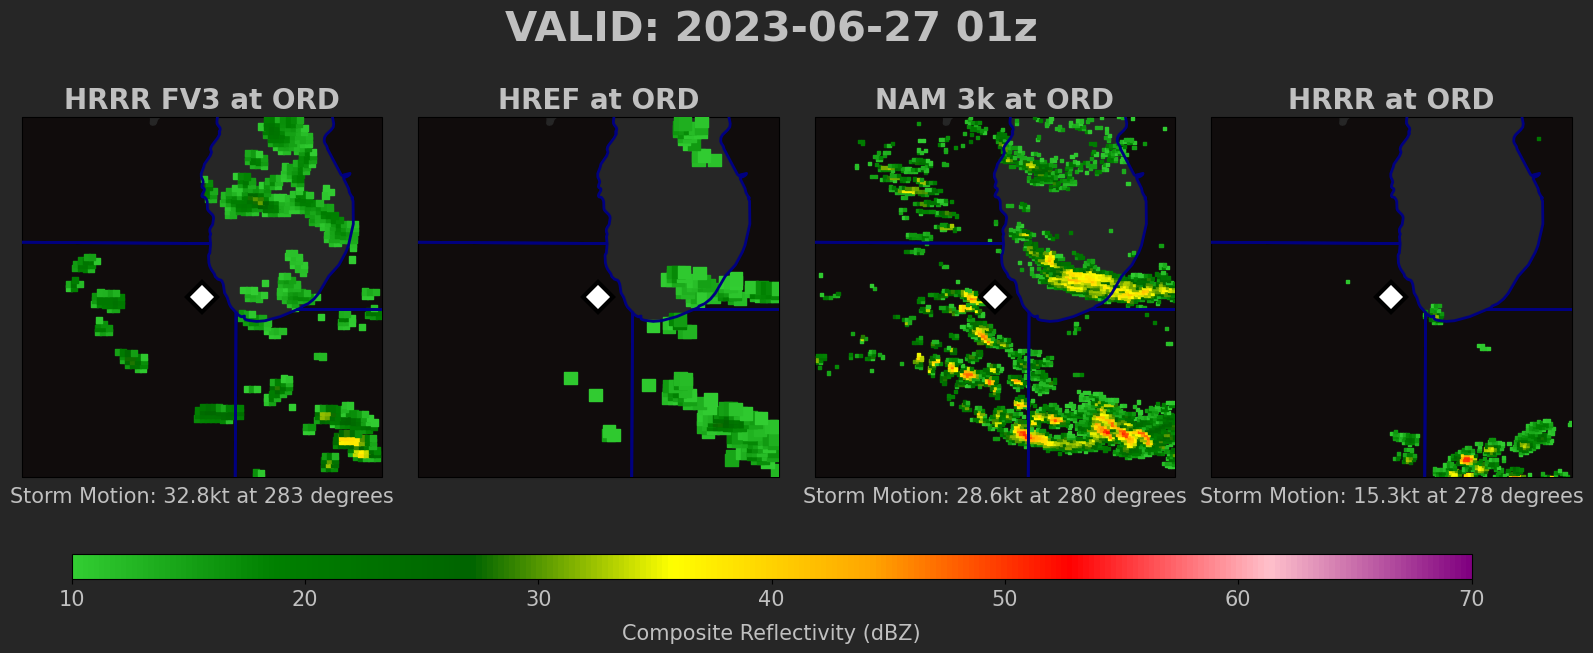 VALID: 2023-06-27 01z
HRRR FV3 at ORD
HREF at ORD
NAM 3k at ORD
HRRR at ORD
Storm Motion: 32.8kt at 283 degrees
Storm Motion: 28.6kt at 280 degrees
Storm Motion: 15.3kt at 278 degrees
10 20 30 40 50 60 70
Composite Reflectivity (dBZ)